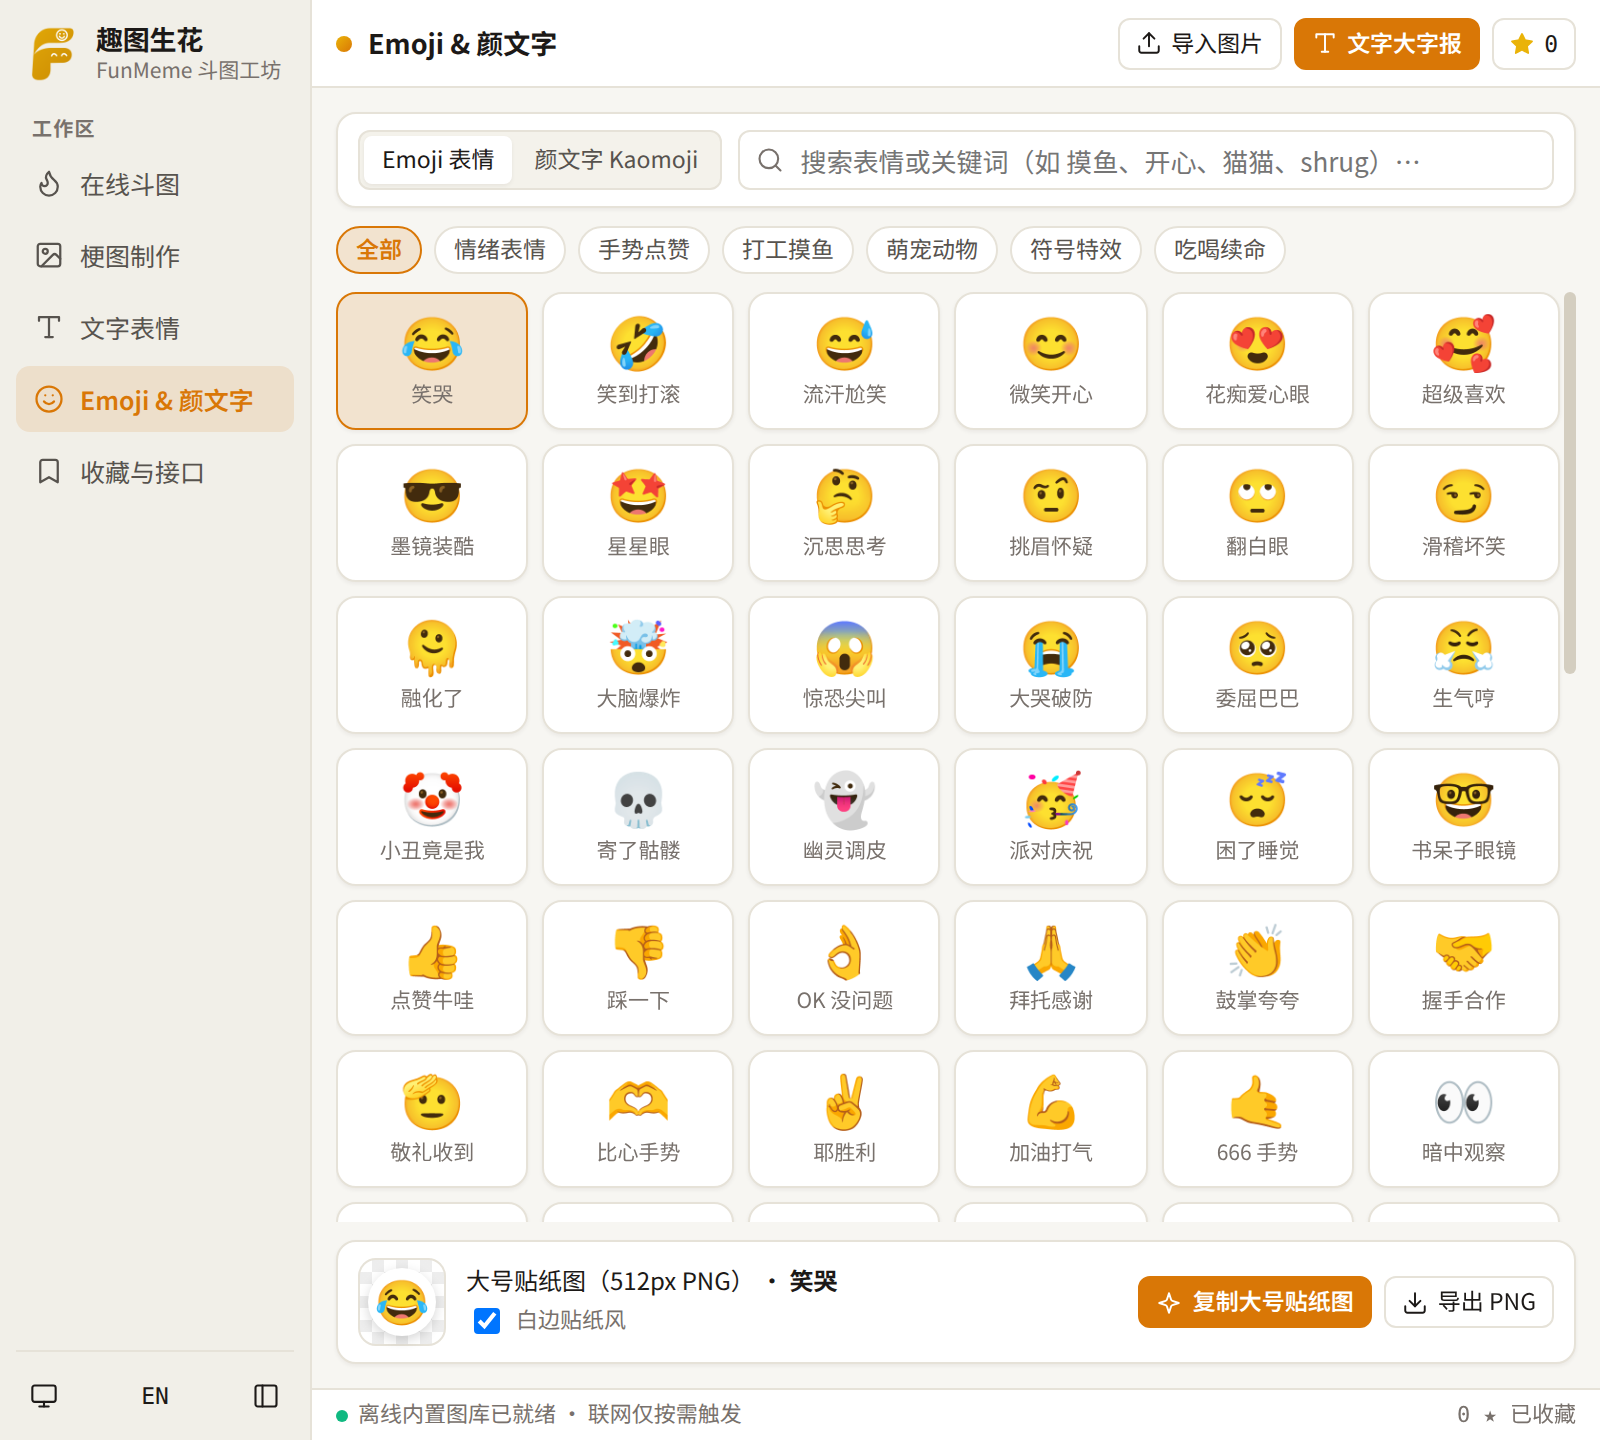 趣图生花
FunMeme 斗图工坊
工作区
在线斗图
梗图制作
文字表情
Emoji & 颜文字
收藏与接口
EN
Emoji & 颜文字
导入图片
文字大字报
0
Emoji 表情
颜文字 Kaomoji
搜索表情或关键词（如 摸鱼、开心、猫猫、shrug）…
全部
情绪表情
手势点赞
打工摸鱼
萌宠动物
符号特效
吃喝续命
笑哭
笑到打滚
流汗尬笑
微笑开心
花痴爱心眼
超级喜欢
墨镜装酷
星星眼
沉思思考
挑眉怀疑
翻白眼
滑稽坏笑
融化了
大脑爆炸
惊恐尖叫
大哭破防
委屈巴巴
生气哼
小丑竟是我
寄了骷髅
幽灵调皮
派对庆祝
困了睡觉
书呆子眼镜
点赞牛哇
踩一下
OK 没问题
拜托感谢
鼓掌夸夸
握手合作
敬礼收到
比心手势
耶胜利
加油打气
666 手势
暗中观察
大号贴纸图（512px PNG） · 笑哭
白边贴纸风
复制大号贴纸图
导出 PNG
离线内置图库已就绪 · 联网仅按需触发
0 ★ 已收藏